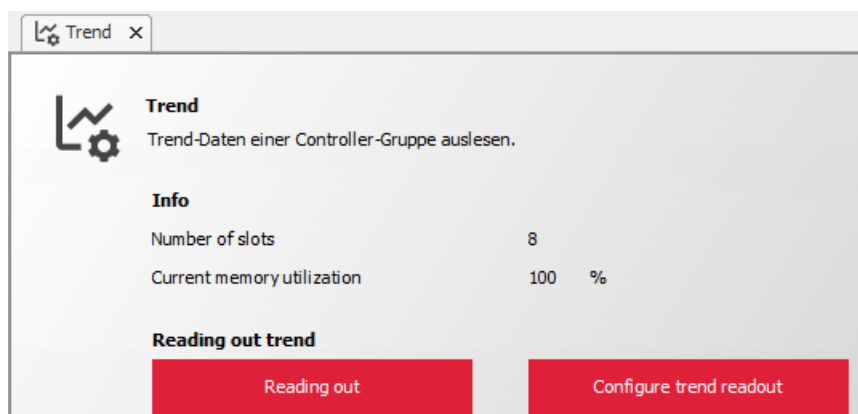 Trend
Trend
Trend-Daten einer Controller-Gruppe auslesen.
Info
Number of slots 8
Current memory utilization 100 %
Reading out trend
Reading out Configure trend readout